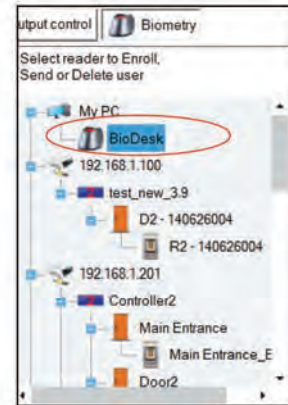 utput control Biometry
Select reader to Enroll,
Send or Delete user
My PC
BioDesk
192.168.1.100
test_new_3.9
D2 - 140626004
R2 - 140626004
192.168.1.201
Controller2
Main Entrance
Main Entrance_E
Door2